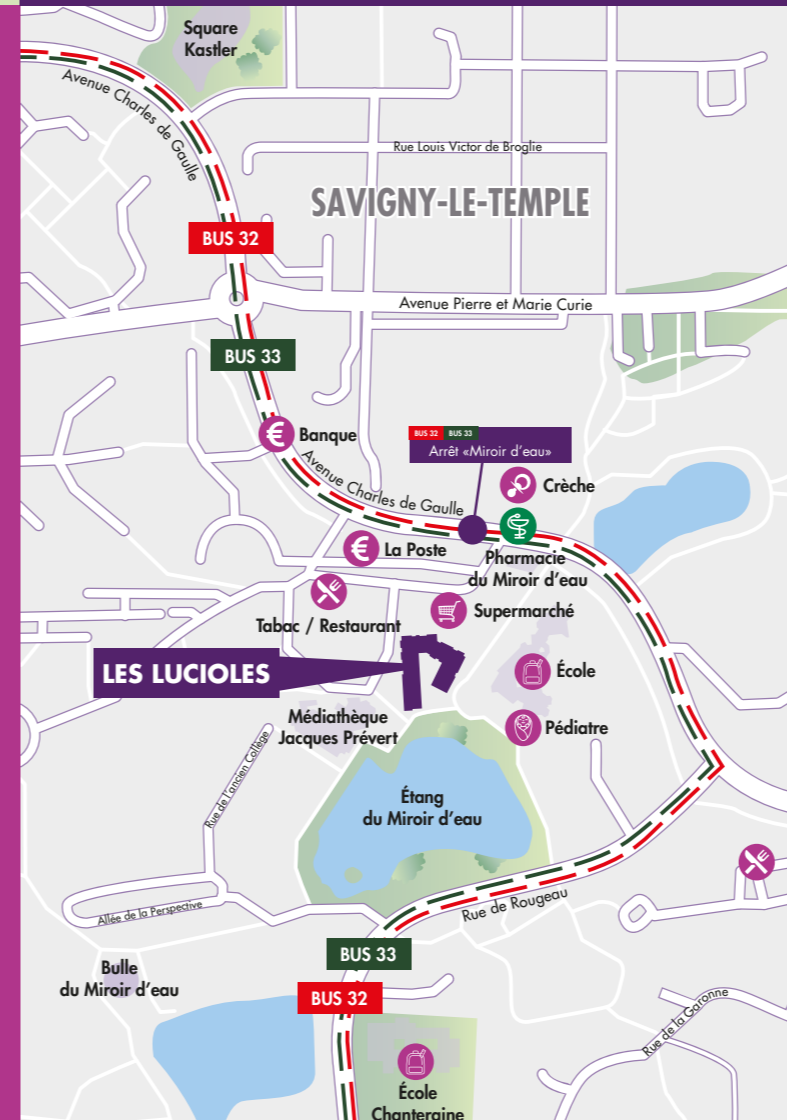 Square
Kastler
Avenue Charles de Gaulle
Rue Louis Victor de Broglie
SAVIGNY-LE-TEMPLE
BUS 32
Avenue Pierre et Marie Curie
BUS 33
Banque
BUS 32 BUS 33
Arrêt «Miroir d'eau»
Avenue Charles de Gaulle
Crèche
La Poste
Pharmacie
du Miroir d'eau
Tabac / Restaurant
Supermarché
LES LUCIOLES
École
Médiathèque
Jacques Prévert
Pédiatre
Rue de l'ancien Collège
Étang
du Miroir d'eau
Rue de Rougeau
Allée de la Perspective
BUS 33
Bulle
du Miroir d'eau
BUS 32
Rue de la Garonne
École
Chanteraine